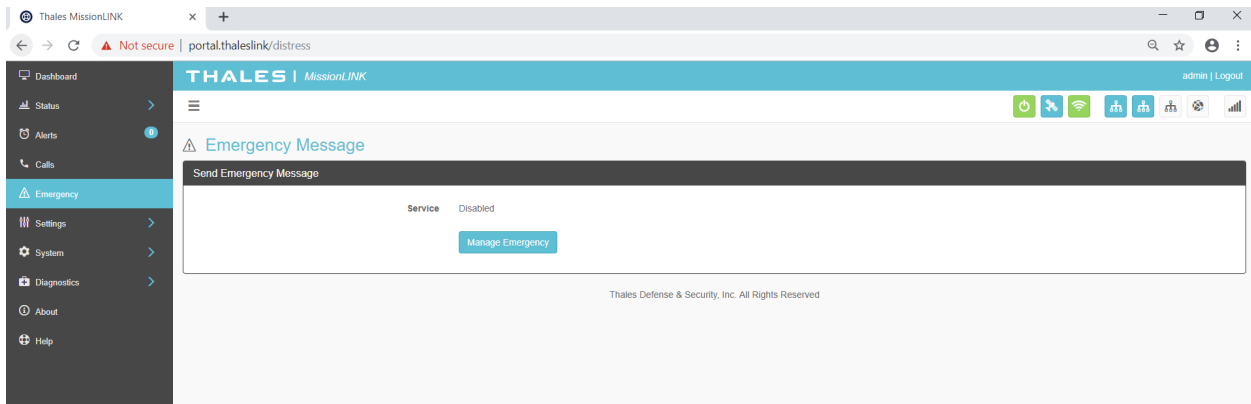 Thales MissionLINK
Not secure | portal.thaleslink/distress
Dashboard
THALES | MissionLINK
admin | Logout
Status
Alerts
0
Calls
Emergency
Settings
System
Diagnostics
About
Help
Emergency Message
Send Emergency Message
Service Disabled
Manage Emergency
Thales Defense & Security, Inc. All Rights Reserved